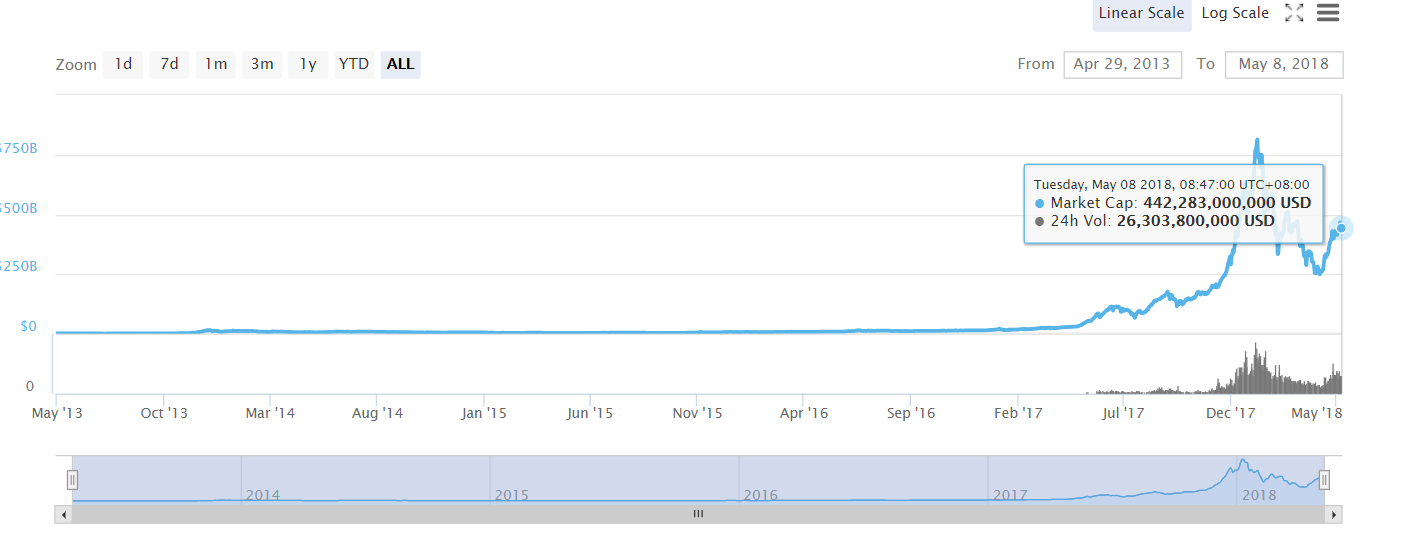 Linear Scale Log Scale
Zoom 1d 7d 1m 3m 1y YTD ALL From Apr 29, 2013 To May 8, 2018
$750B
$500B
$250B
$0
Tuesday, May 08 2018, 08:47:00 UTC+08:00
Market Cap: 442,283,000,000 USD
24h Vol: 26,303,800,000 USD
0
May '13 Oct '13 Mar '14 Aug '14 Jan '15 Jun '15 Nov '15 Apr '16 Sep '16 Feb '17 Jul '17 Dec '17 May '18
2014 2015 2016 2017 2018